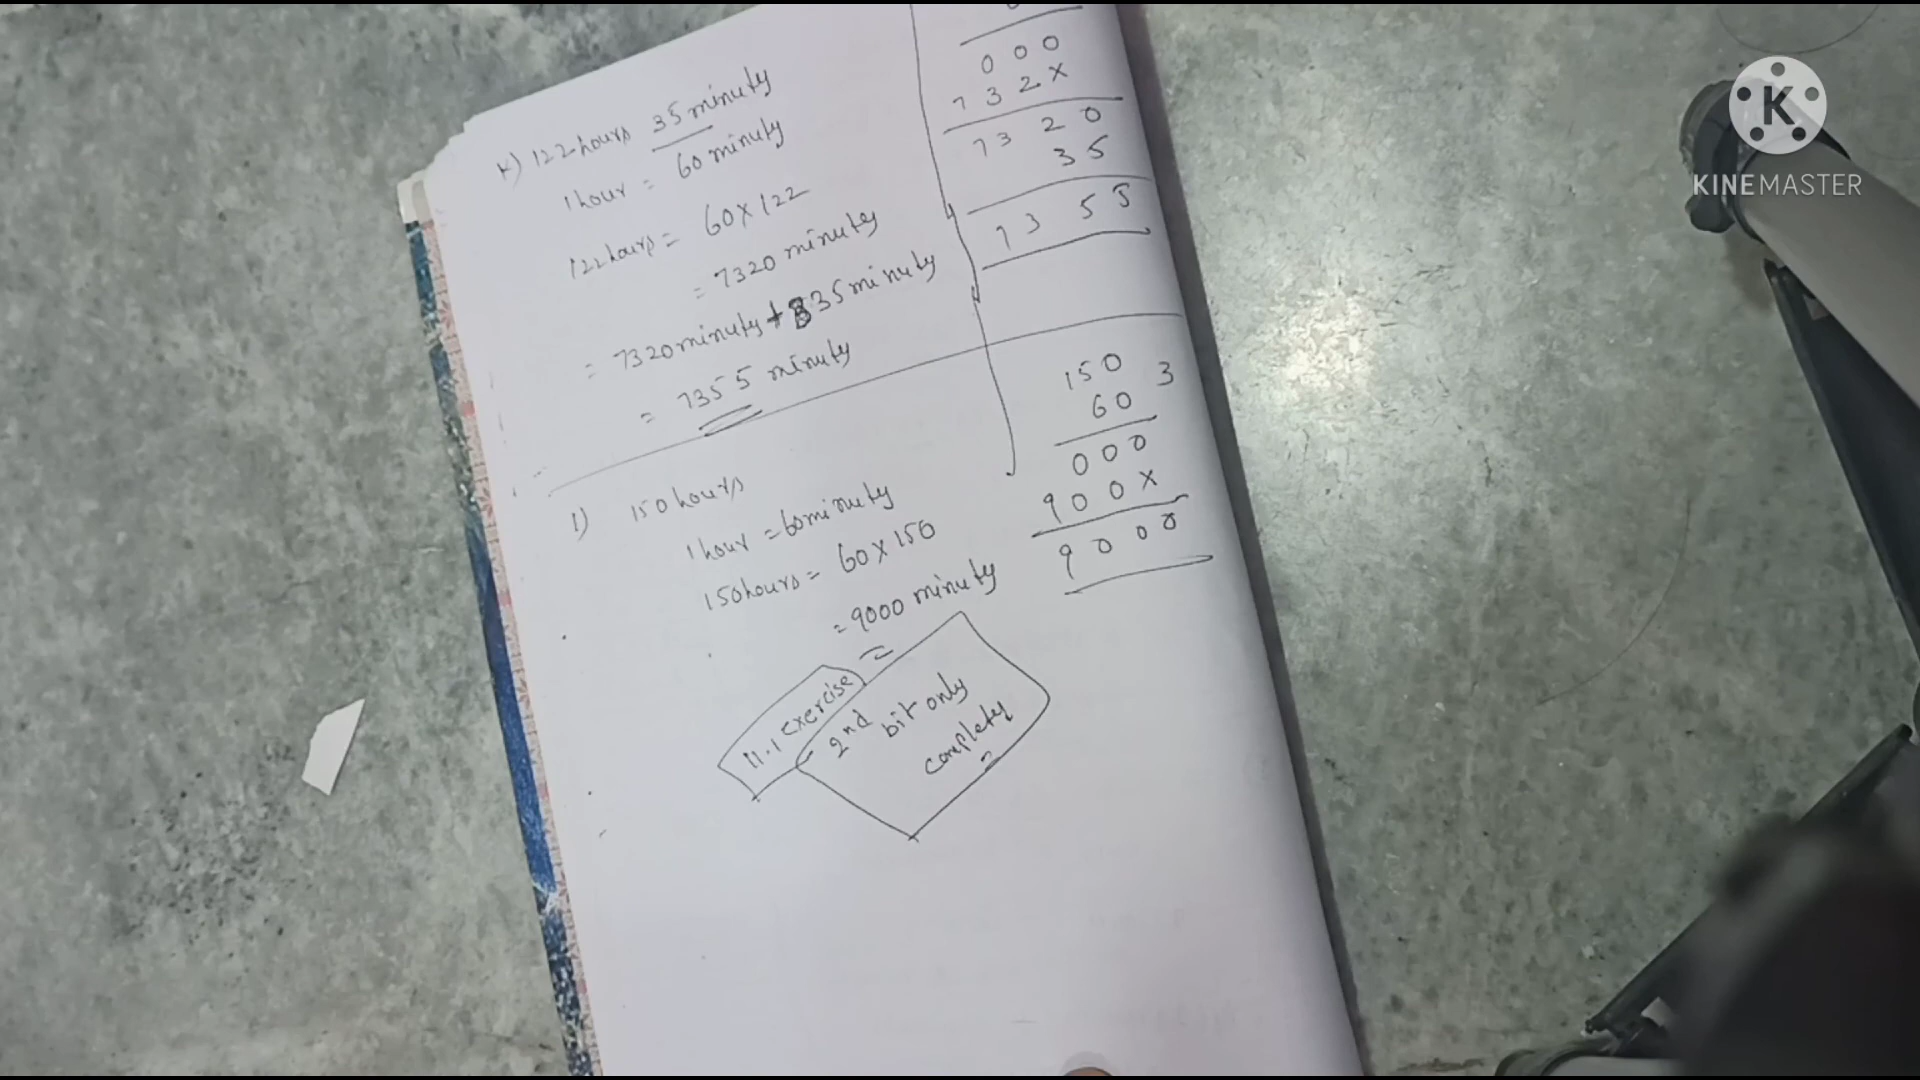 K) 122 hours 35 minuty
1 hour = 60 minuty
122 hours = 60 X 122
= 7320 minuty
= 7320 minuty + 35 minuty
= 7355 minuty
000
732X
7320
35
7355
l) 150 hours
1 hour = 60 minuty
150 hours = 60 X 150
= 9000 minuty
150
3
60
000
900X
9000
11.1 exercise
2nd bit only
complety
K
KINEMASTER